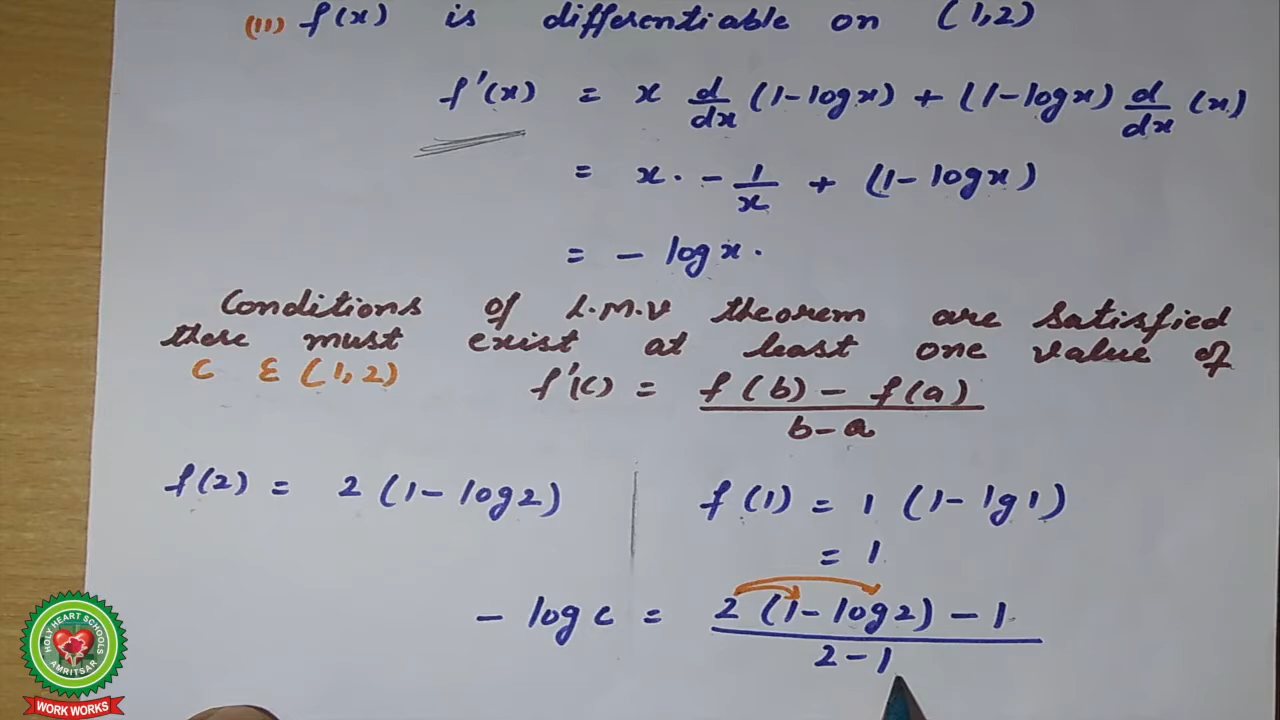 (11) f(x) is differentiable on (1,2)
f'(x) = x d/dx (1-logx) + (1-logx) d/dx (x)
= x. - 1/x + (1- logx)
= - log x.
Conditions of L.M.V theorem are satisfied
there must exist at least one value of
C ε (1,2) f'(c) = f(b) - f(a) / b-a
f(2) = 2 (1- log2) f(1) = 1 (1- lg1)
= 1
- log c = 2 (1- log2) - 1 / 2-1
HOLY HEART SCHOOLS
AMRITSAR
WORK WORKS